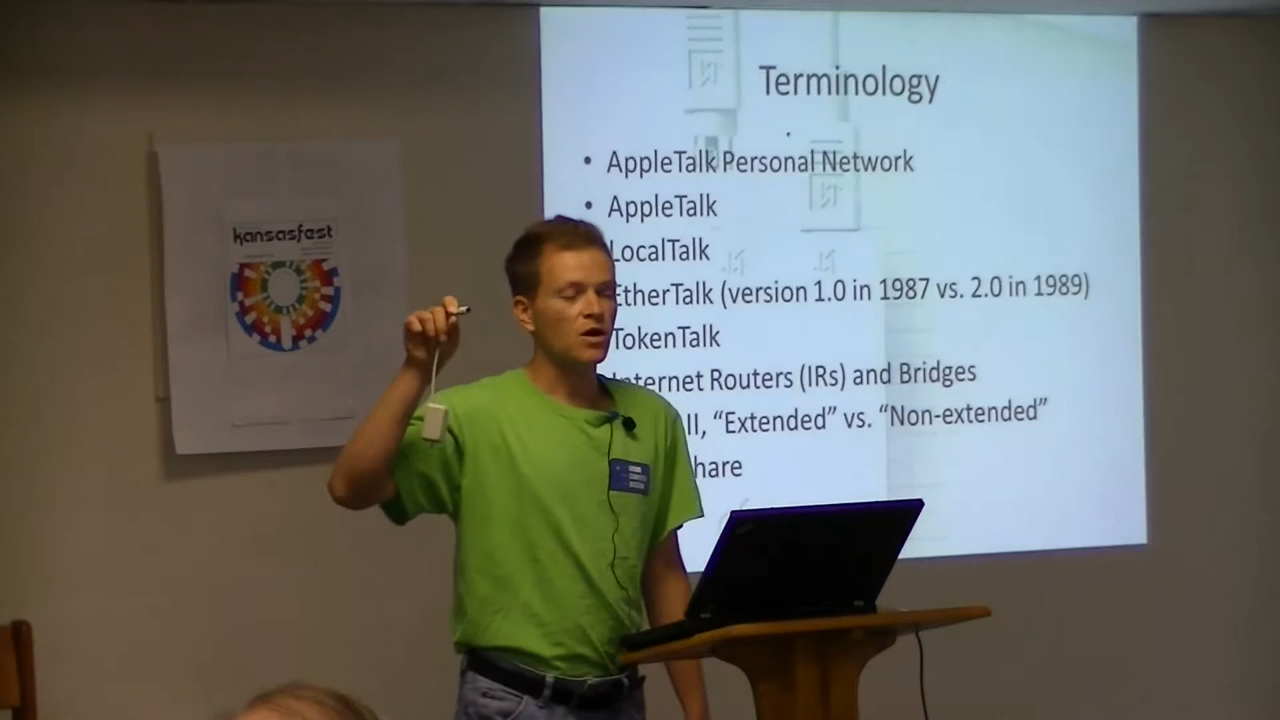 kansasfest
Terminology
• AppleTalk Personal Network
• AppleTalk
LocalTalk
EtherTalk (version 1.0 in 1987 vs. 2.0 in 1989)
TokenTalk
Internet Routers (IRs) and Bridges
II, “Extended” vs. “Non-extended”
hare